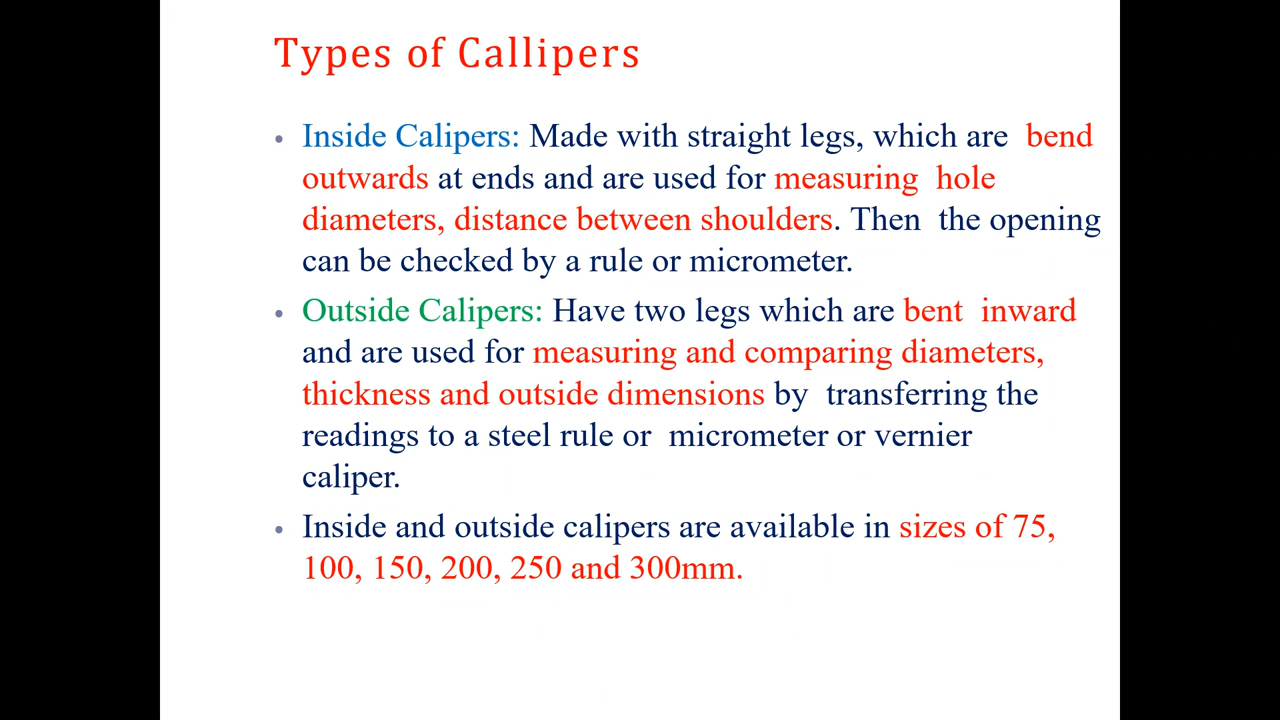 Types of Callipers
• Inside Calipers: Made with straight legs, which are bend
outwards at ends and are used for measuring hole
diameters, distance between shoulders. Then the opening
can be checked by a rule or micrometer.
• Outside Calipers: Have two legs which are bent inward
and are used for measuring and comparing diameters,
thickness and outside dimensions by transferring the
readings to a steel rule or micrometer or vernier
caliper.
• Inside and outside calipers are available in sizes of 75,
100, 150, 200, 250 and 300mm.